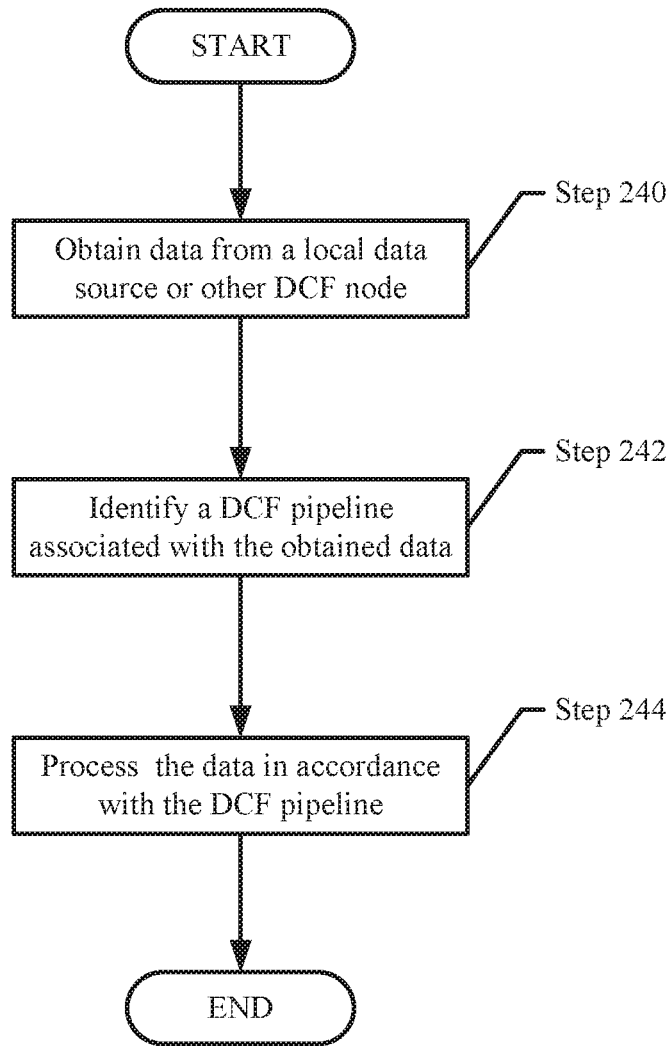 START
Step 240
Obtain data from a local data
source or other DCF node
Step 242
Identify a DCF pipeline
associated with the obtained data
Step 244
Process the data in accordance
with the DCF pipeline
END